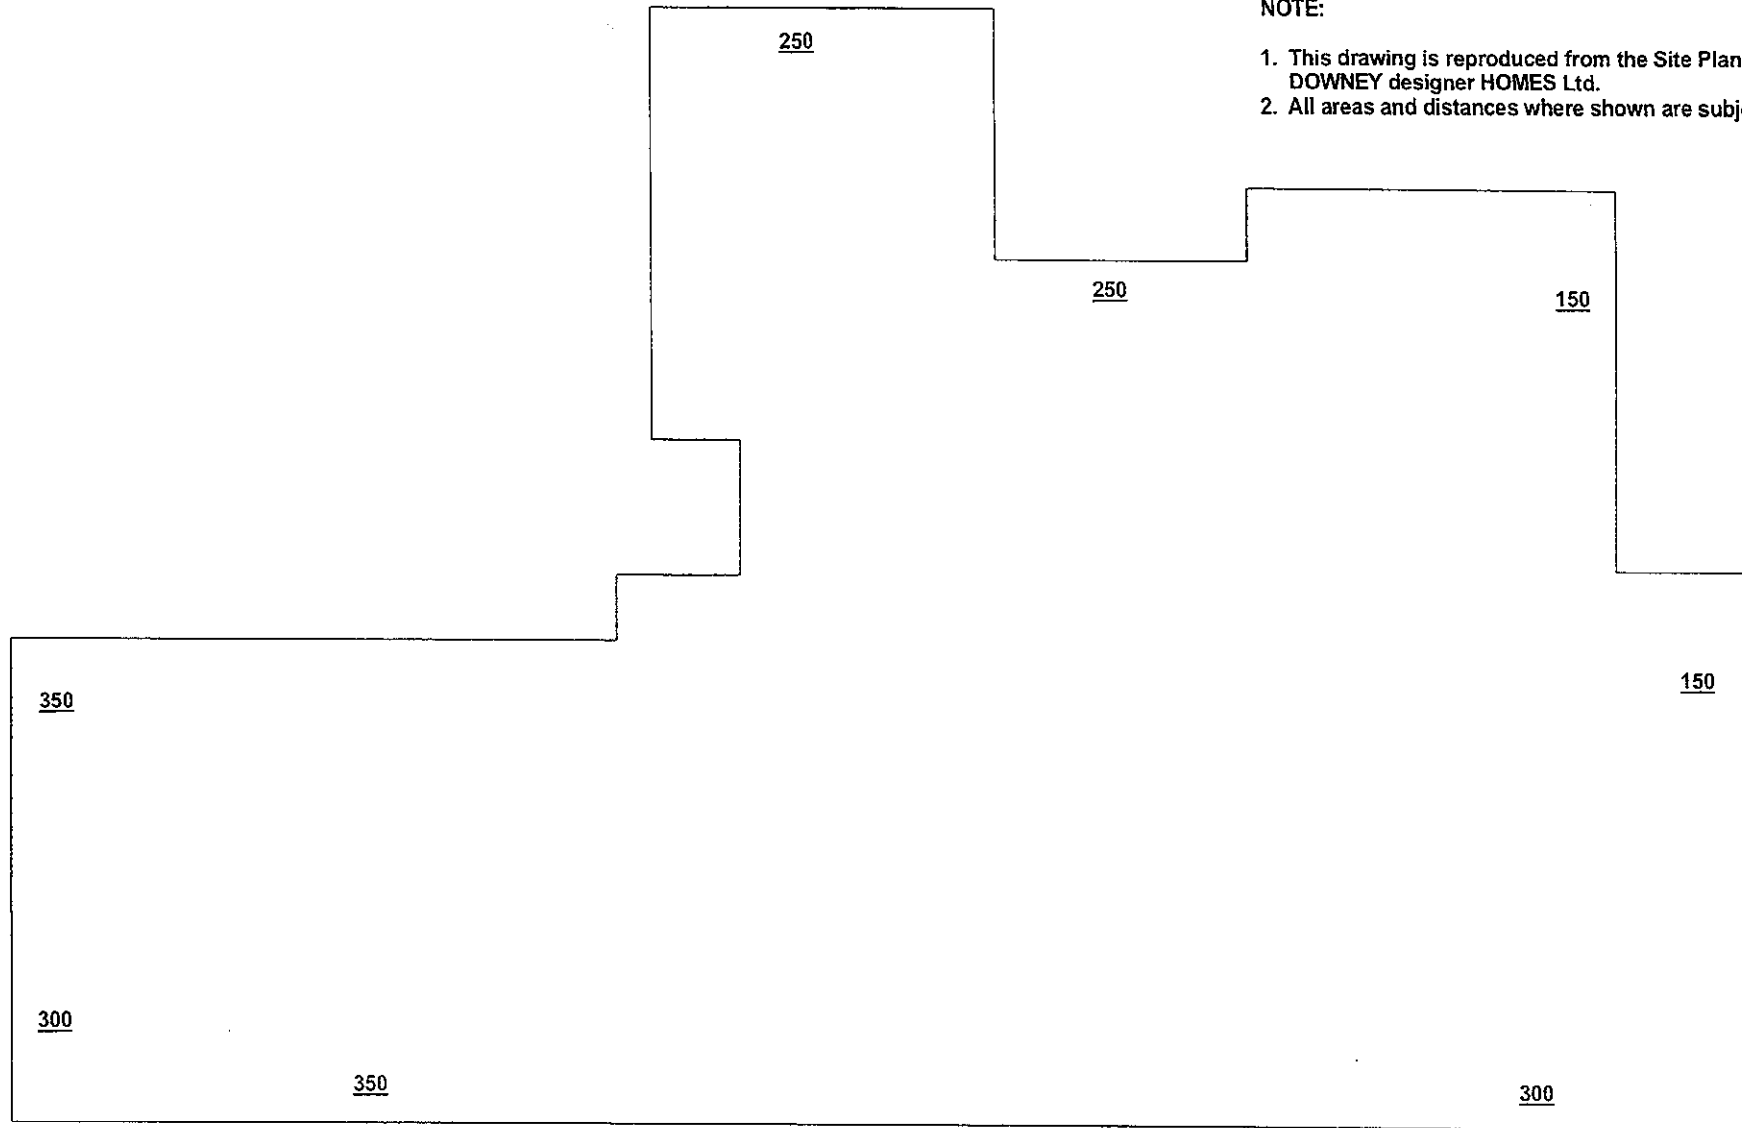 NOTE:
1. This drawing is reproduced from the Site Plan
DOWNEY designer HOMES Ltd.
2. All areas and distances where shown are subj
250
250
150
150
350
300
350
300